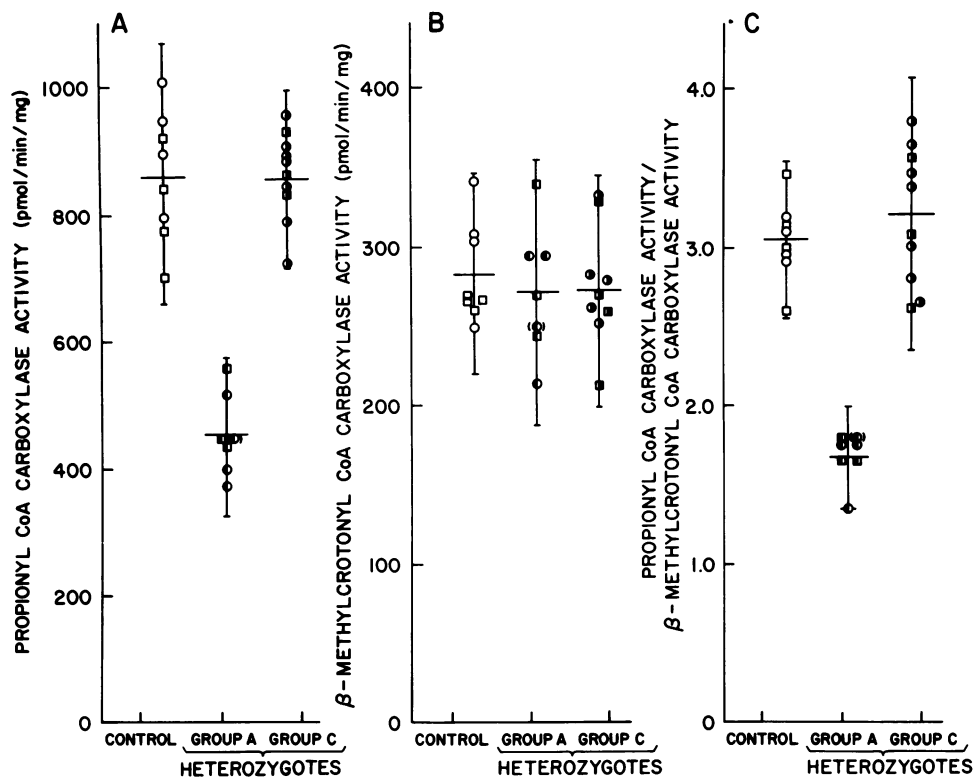 A
B
C
PROPIONYL CoA CARBOXYLASE ACTIVITY (pmol/min/mg)
1000
800
600
400
200
0
CONTROL
GROUP A
GROUP C
HETEROZYGOTES
β-METHYLCROTONYL CoA CARBOXYLASE ACTIVITY (pmol/min/mg)
400
300
200
100
0
CONTROL
GROUP A
GROUP C
HETEROZYGOTES
PROPIONYL CoA CARBOXYLASE ACTIVITY/
β-METHYLCROTONYL CoA CARBOXYLASE ACTIVITY
4.0
3.0
2.0
1.0
0
CONTROL
GROUP A
GROUP C
HETEROZYGOTES